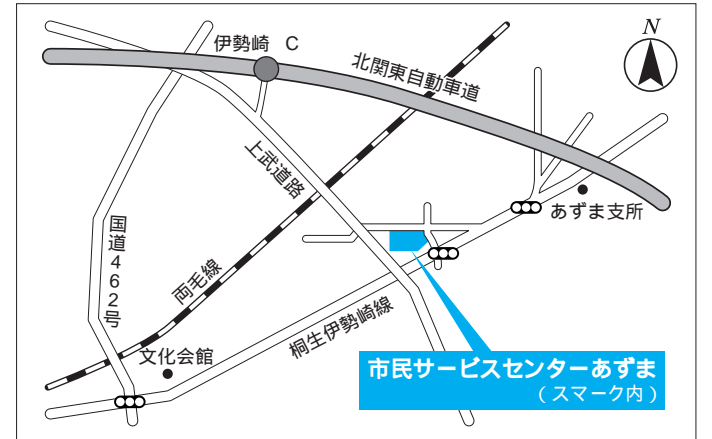 N
伊勢崎 C
北関東自動車道
上武道路
あずま支所
国道462号
両毛線
桐生伊勢崎線
文化会館
市民サービスセンターあずま
(スマーク内)